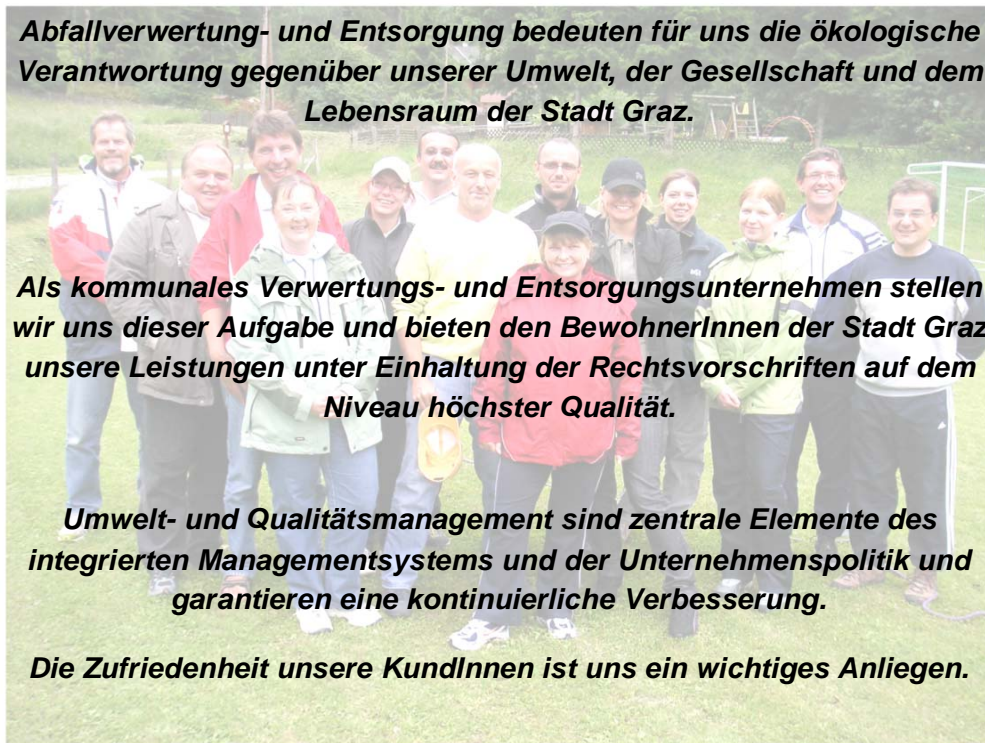 Abfallverwertung- und Entsorgung bedeuten für uns die ökologische
Verantwortung gegenüber unserer Umwelt, der Gesellschaft und dem
Lebensraum der Stadt Graz.
Als kommunales Verwertungs- und Entsorgungsunternehmen stellen
wir uns dieser Aufgabe und bieten den BewohnerInnen der Stadt Graz
unsere Leistungen unter Einhaltung der Rechtsvorschriften auf dem
Niveau höchster Qualität.
Umwelt- und Qualitätsmanagement sind zentrale Elemente des
integrierten Managementsystems und der Unternehmenspolitik und
garantieren eine kontinuierliche Verbesserung.
Die Zufriedenheit unsere KundInnen ist uns ein wichtiges Anliegen.